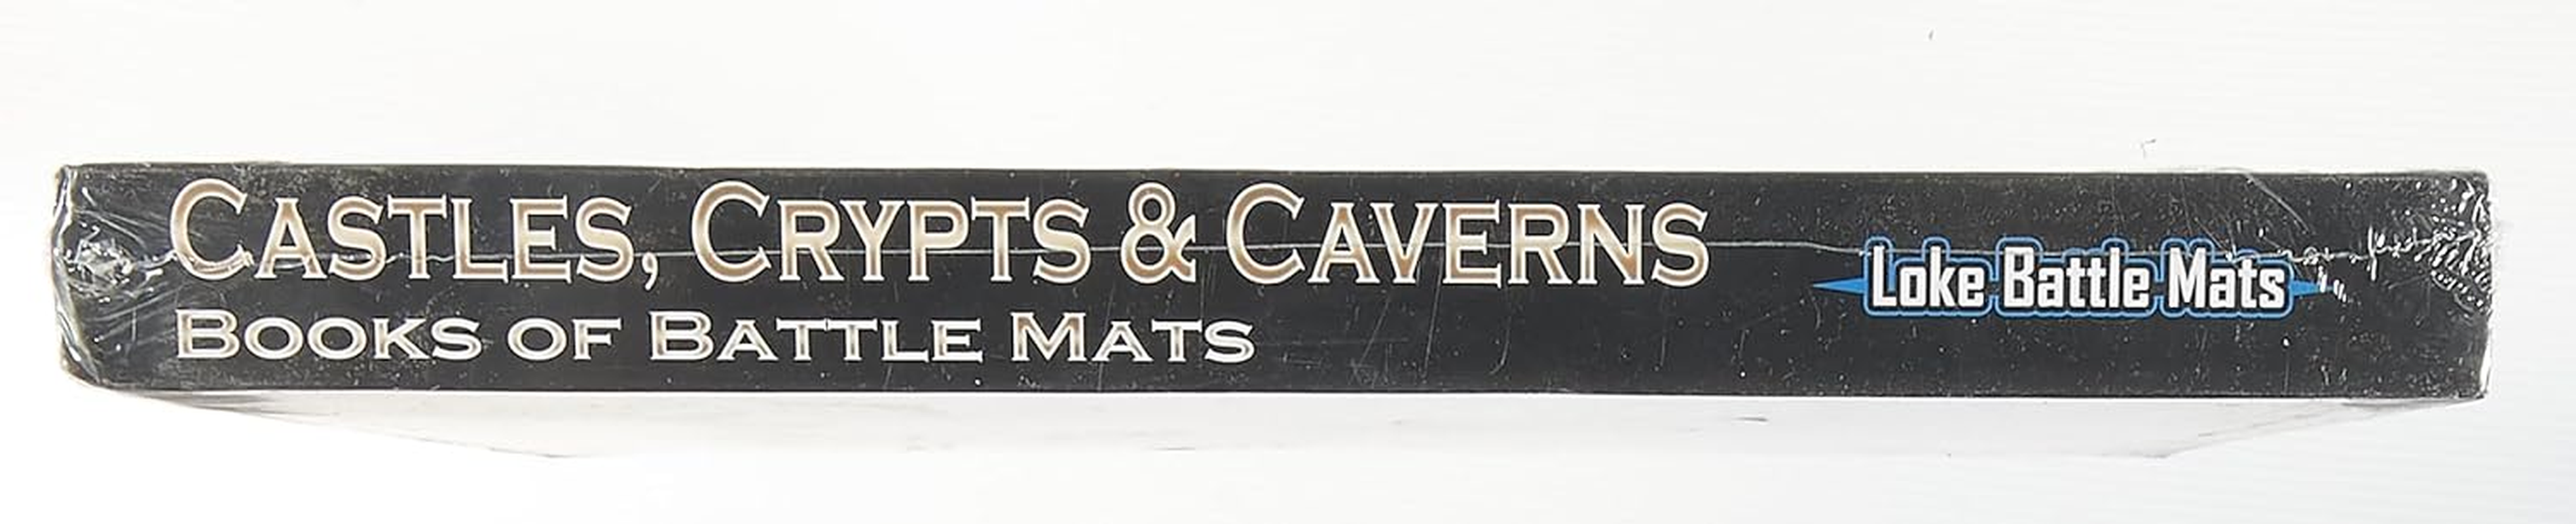 CASTLES, CRYPTS & CAVERNS
BOOKS OF BATTLE MATS
Loke Battle Mats